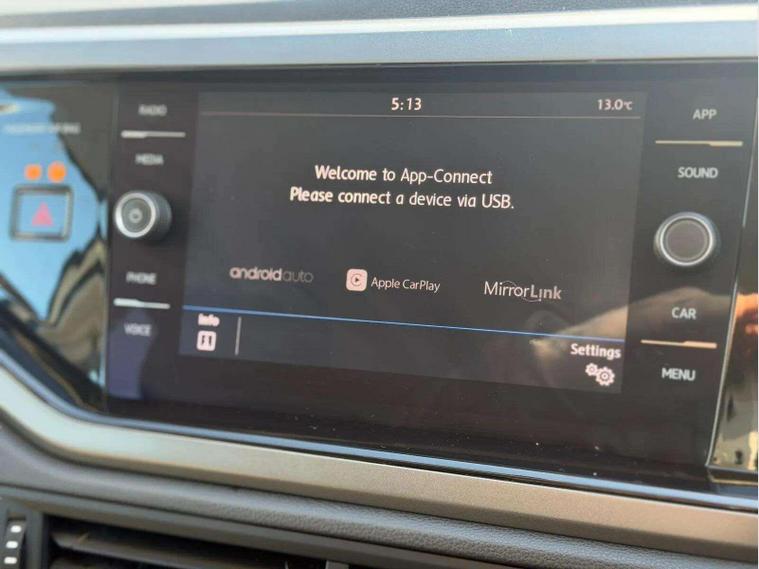 5:13
13.0°c
Welcome to App-Connect
Please connect a device via USB.
androidauto
Apple CarPlay
MirrorLink
Info
Settings
RADIO
MEDIA
PHONE
VOICE
APP
SOUND
CAR
MENU